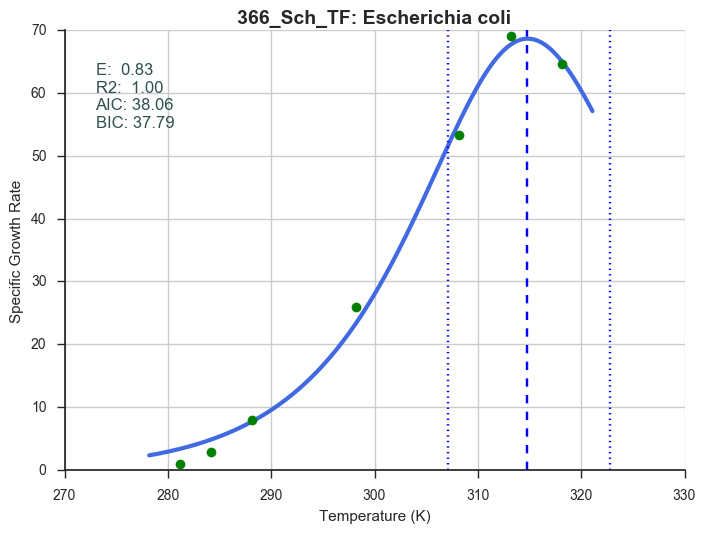 366_Sch_TF: Escherichia coli
E: 0.83
R2: 1.00
AIC: 38.06
BIC: 37.79
Specific Growth Rate
70
60
50
40
30
20
10
0
270 280 290 300 310 320 330
Temperature (K)